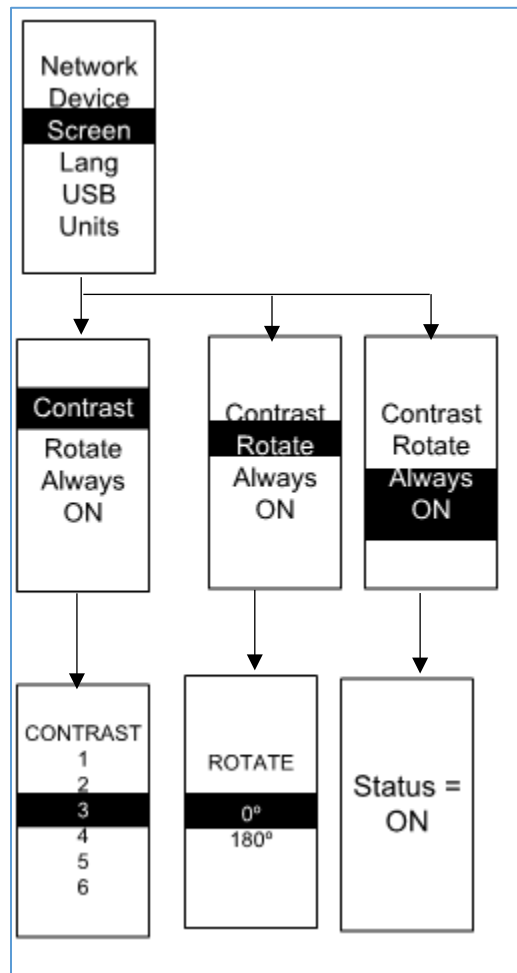 Network
Device
Screen
Lang
USB
Units
Contrast
Rotate
Always
ON
Contrast
Rotate
Always
ON
Contrast
Rotate
Always
ON
CONTRAST
1
2
3
4
5
6
ROTATE
0º
180º
Status =
ON